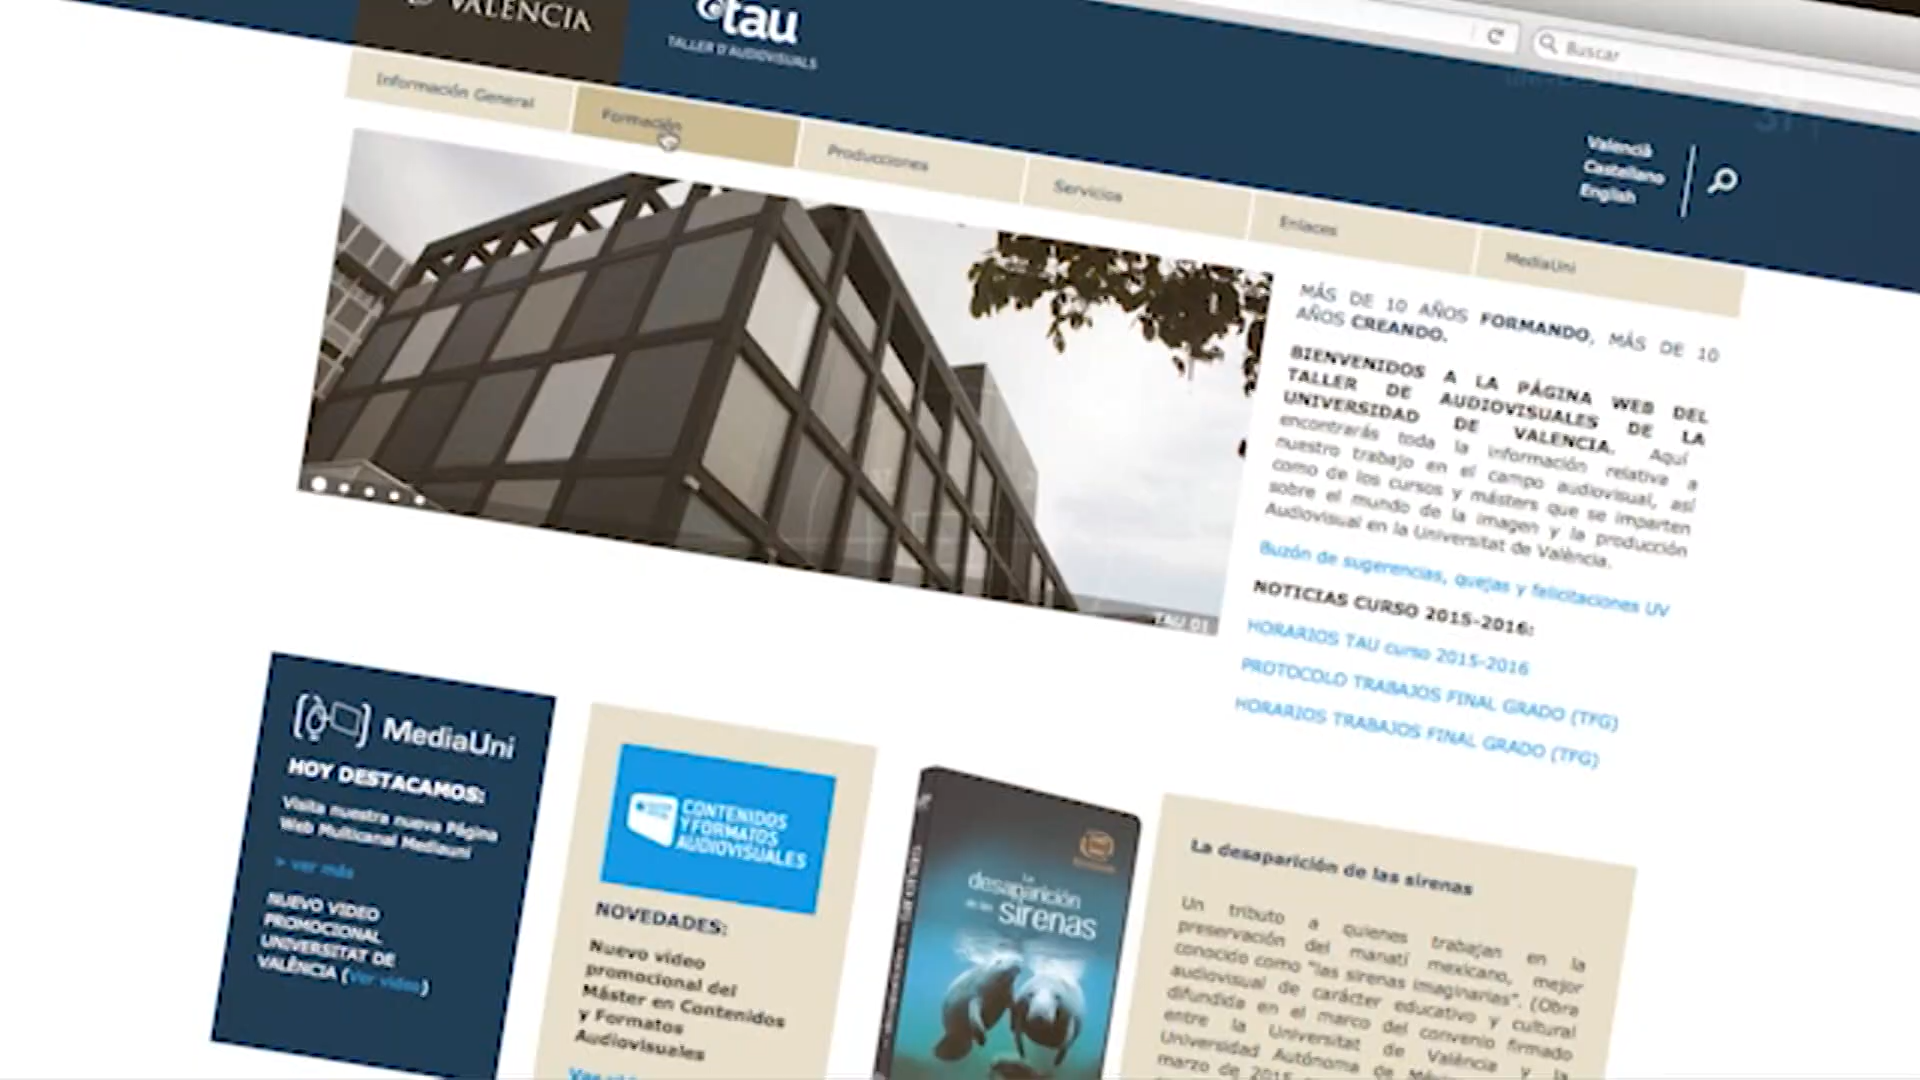 VALÈNCIA
tau
TALLER D'AUDIOVISUALS
Buscar
Valencià
Castellano
English
Información General
Formación
Producciones
Servicios
Enlaces
MediaUni
MÁS DE 10 AÑOS FORMANDO, MÁS DE 10
AÑOS CREANDO.
BIENVENIDOS A LA PÁGINA WEB DEL
TALLER DE AUDIOVISUALES DE LA
UNIVERSIDAD DE VALENCIA. Aquí
encontrarás toda la información relativa a
nuestro trabajo en el campo audiovisual, así
como de los cursos y másters que se imparten
sobre el mundo de la imagen y la producción
Audiovisual en la Universitat de València.
Buzón de sugerencias, quejas y felicitaciones UV
NOTICIAS CURSO 2015-2016:
HORARIOS TAU curso 2015-2016
PROTOCOLO TRABAJOS FINAL GRADO (TFG)
HORARIOS TRABAJOS FINAL GRADO (TFG)
TAU 01
MediaUni
HOY DESTACAMOS:
Visita nuestra nueva Página
Web Multicanal Mediauni
> ver más
NUEVO VIDEO
PROMOCIONAL
UNIVERSITAT DE
VALÈNCIA (Ver video)
CONTENIDOS
Y FORMATOS
AUDIOVISUALES
NOVEDADES:
Nuevo video
promocional del
Máster en Contenidos
y Formatos
Audiovisuales
La
desaparición
de las
sirenas
La desaparición de las sirenas
Un tributo a quienes trabajan en la
preservación del manatí mexicano, mejor
conocido como "las sirenas imaginarias". (Obra
audiovisual de carácter educativo y cultural
difundida en el marco del convenio firmado
entre la Universitat de València y la
Universidad Autónoma de
marzo de 2015